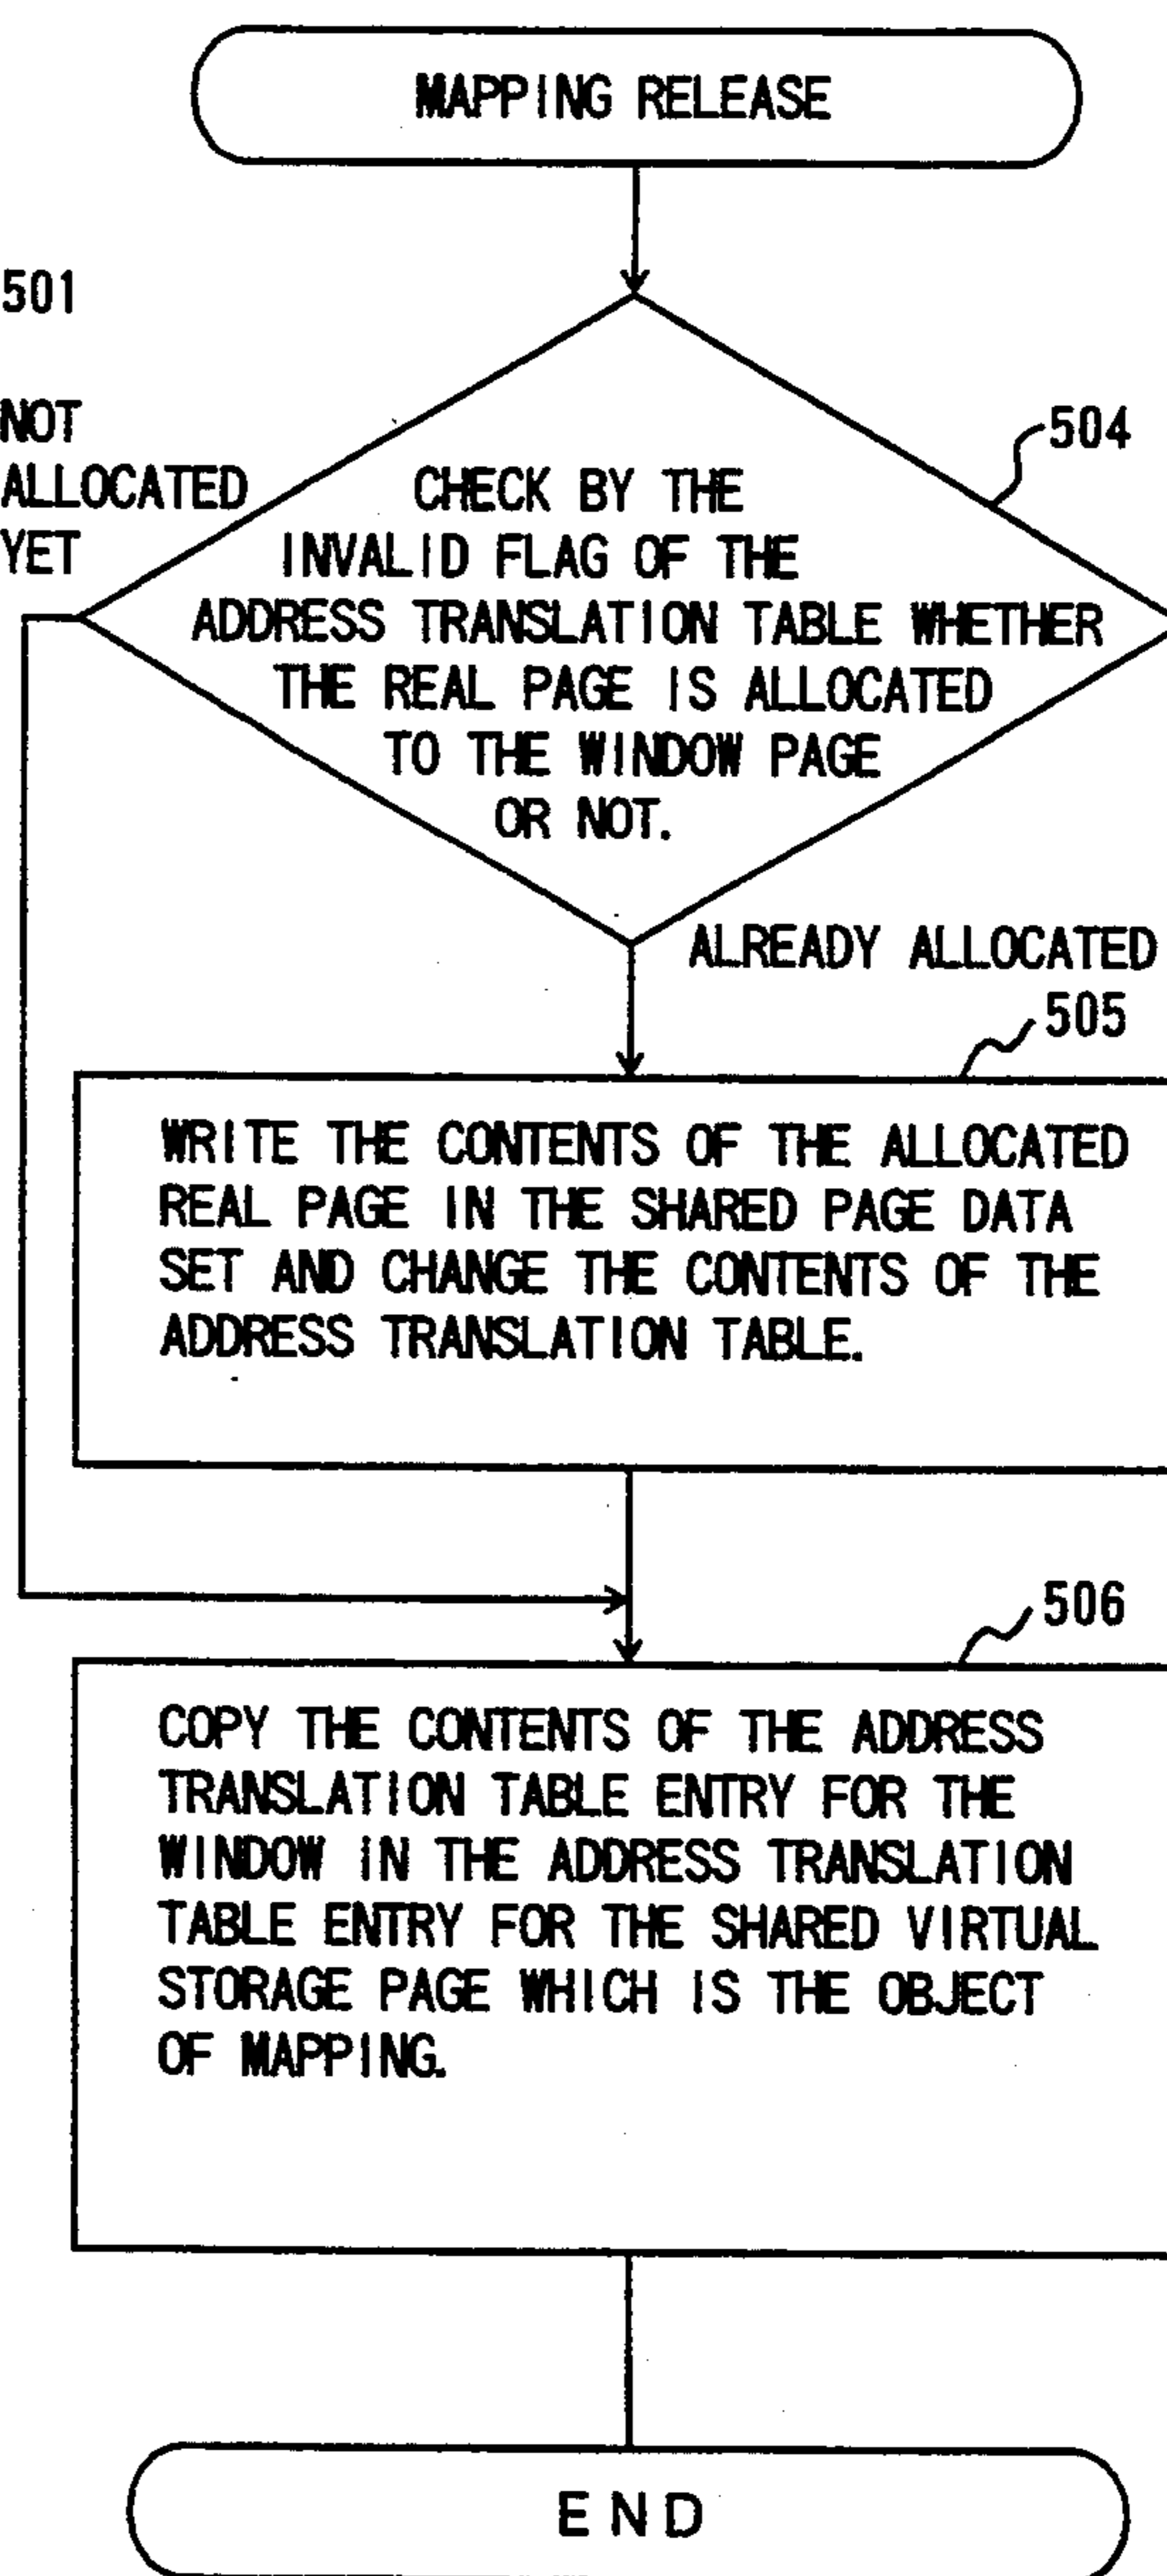 MAPPING RELEASE
501
NOT
ALLOCATED
YET
504
CHECK BY THE
INVALID FLAG OF THE
ADDRESS TRANSLATION TABLE WHETHER
THE REAL PAGE IS ALLOCATED
TO THE WINDOW PAGE
OR NOT.
ALREADY ALLOCATED
505
WRITE THE CONTENTS OF THE ALLOCATED
REAL PAGE IN THE SHARED PAGE DATA
SET AND CHANGE THE CONTENTS OF THE
ADDRESS TRANSLATION TABLE.
506
COPY THE CONTENTS OF THE ADDRESS
TRANSLATION TABLE ENTRY FOR THE
WINDOW IN THE ADDRESS TRANSLATION
TABLE ENTRY FOR THE SHARED VIRTUAL
STORAGE PAGE WHICH IS THE OBJECT
OF MAPPING.
END